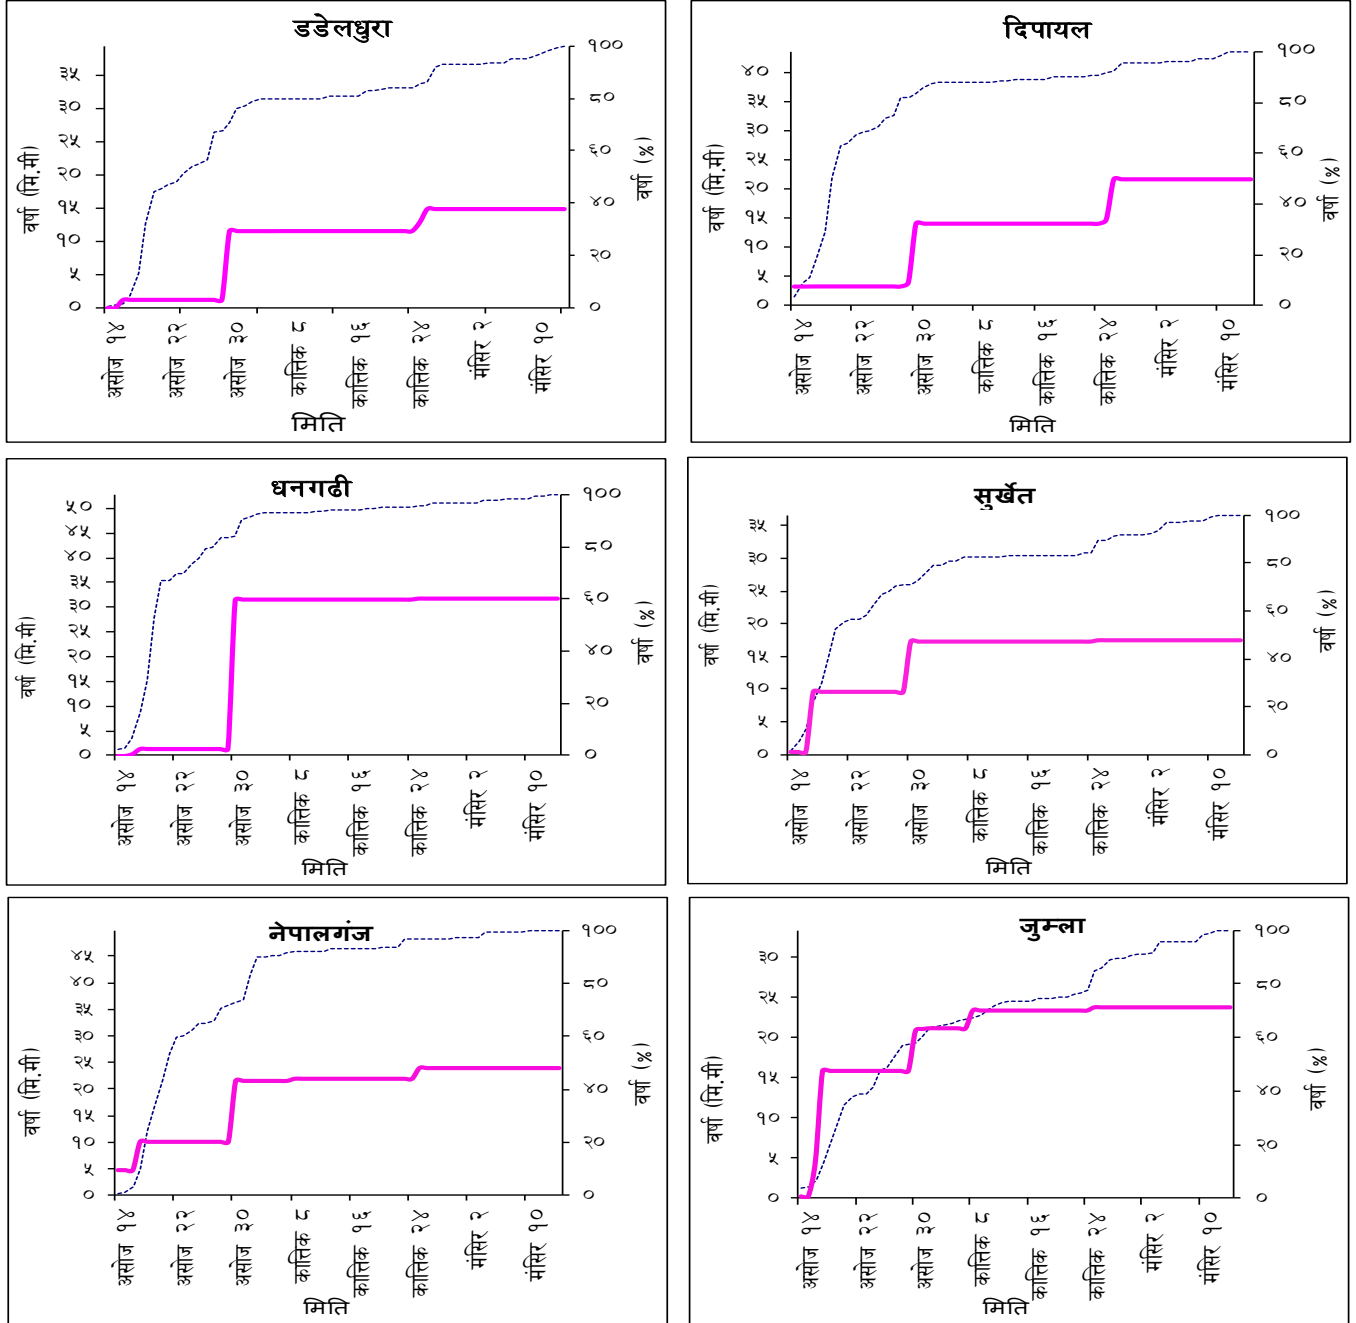 डडेलधुरा
वर्षा (मि.मी)
३५
३०
२५
२०
१५
१०
५
०
१००
८०
६०
४०
२०
०
वर्षा (%)
असोज १४
असोज २२
असोज ३०
कात्तिक ८
कात्तिक १६
कात्तिक २४
मंसिर २
मंसिर १०
मिति
दिपायल
वर्षा (मि.मी)
४०
३५
३०
२५
२०
१५
१०
५
०
१००
८०
६०
४०
२०
०
वर्षा (%)
असोज १४
असोज २२
असोज ३०
कात्तिक ८
कात्तिक १६
कात्तिक २४
मंसिर २
मंसिर १०
मिति
धनगढी
वर्षा (मि.मी)
५०
४५
४०
३५
३०
२५
२०
१५
१०
५
०
१००
८०
६०
४०
२०
०
वर्षा (%)
असोज १४
असोज २२
असोज ३०
कात्तिक ८
कात्तिक १६
कात्तिक २४
मंसिर २
मंसिर १०
मिति
सुर्खेत
वर्षा (मि.मी)
३५
३०
२५
२०
१५
१०
५
०
१००
८०
६०
४०
२०
०
वर्षा (%)
असोज १४
असोज २२
असोज ३०
कात्तिक ८
कात्तिक १६
कात्तिक २४
मंसिर २
मंसिर १०
मिति
नेपालगंज
वर्षा (मि.मी)
४५
४०
३५
३०
२५
२०
१५
१०
५
०
१००
८०
६०
४०
२०
०
वर्षा (%)
असोज १४
असोज २२
असोज ३०
कात्तिक ८
कात्तिक १६
कात्तिक २४
मंसिर २
मंसिर १०
मिति
जुम्ला
वर्षा (मि.मी)
३०
२५
२०
१५
१०
५
०
१००
८०
६०
४०
२०
०
वर्षा (%)
असोज १४
असोज २२
असोज ३०
कात्तिक ८
कात्तिक १६
कात्तिक २४
मंसिर २
मंसिर १०
मिति